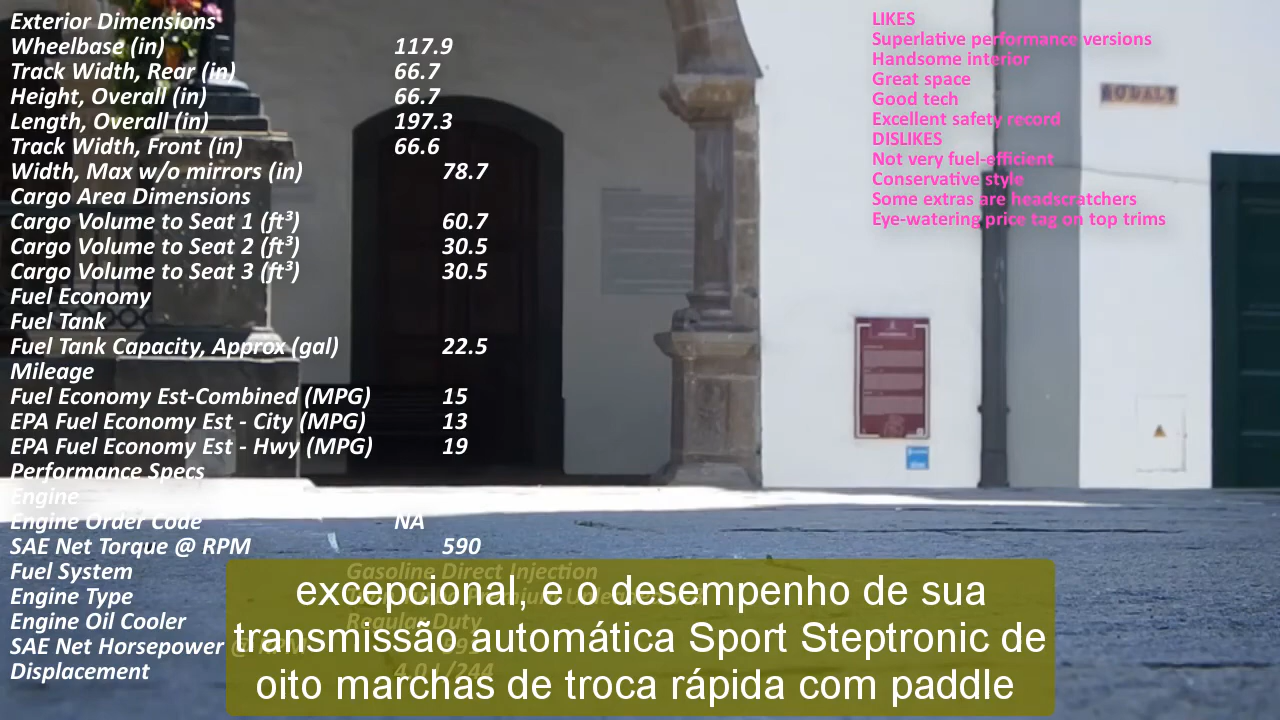 Exterior Dimensions
Wheelbase (in) 117.9
Track Width, Rear (in) 66.7
Height, Overall (in) 66.7
Length, Overall (in) 197.3
Track Width, Front (in) 66.6
Width, Max w/o mirrors (in) 78.7
Cargo Area Dimensions
Cargo Volume to Seat 1 (ft³) 60.7
Cargo Volume to Seat 2 (ft³) 30.5
Cargo Volume to Seat 3 (ft³) 30.5
Fuel Economy
Fuel Tank
Fuel Tank Capacity, Approx (gal) 22.5
Mileage
Fuel Economy Est-Combined (MPG) 15
EPA Fuel Economy Est - City (MPG) 13
EPA Fuel Economy Est - Hwy (MPG) 19
Performance Specs
Engine
Engine Order Code NA
SAE Net Torque @ RPM 590
Fuel System Gasoline Direct Injection
Engine Type
Engine Oil Cooler Regular Duty
SAE Net Horsepower @ RPM
Displacement 4.0 L/244
LIKES
Superlative performance versions
Handsome interior
Great space
Good tech
Excellent safety record
DISLIKES
Not very fuel-efficient
Conservative style
Some extras are headscratchers
Eye-watering price tag on top trims
excepcional, e o desempenho de sua
transmissão automática Sport Steptronic de
oito marchas de troca rápida com paddle